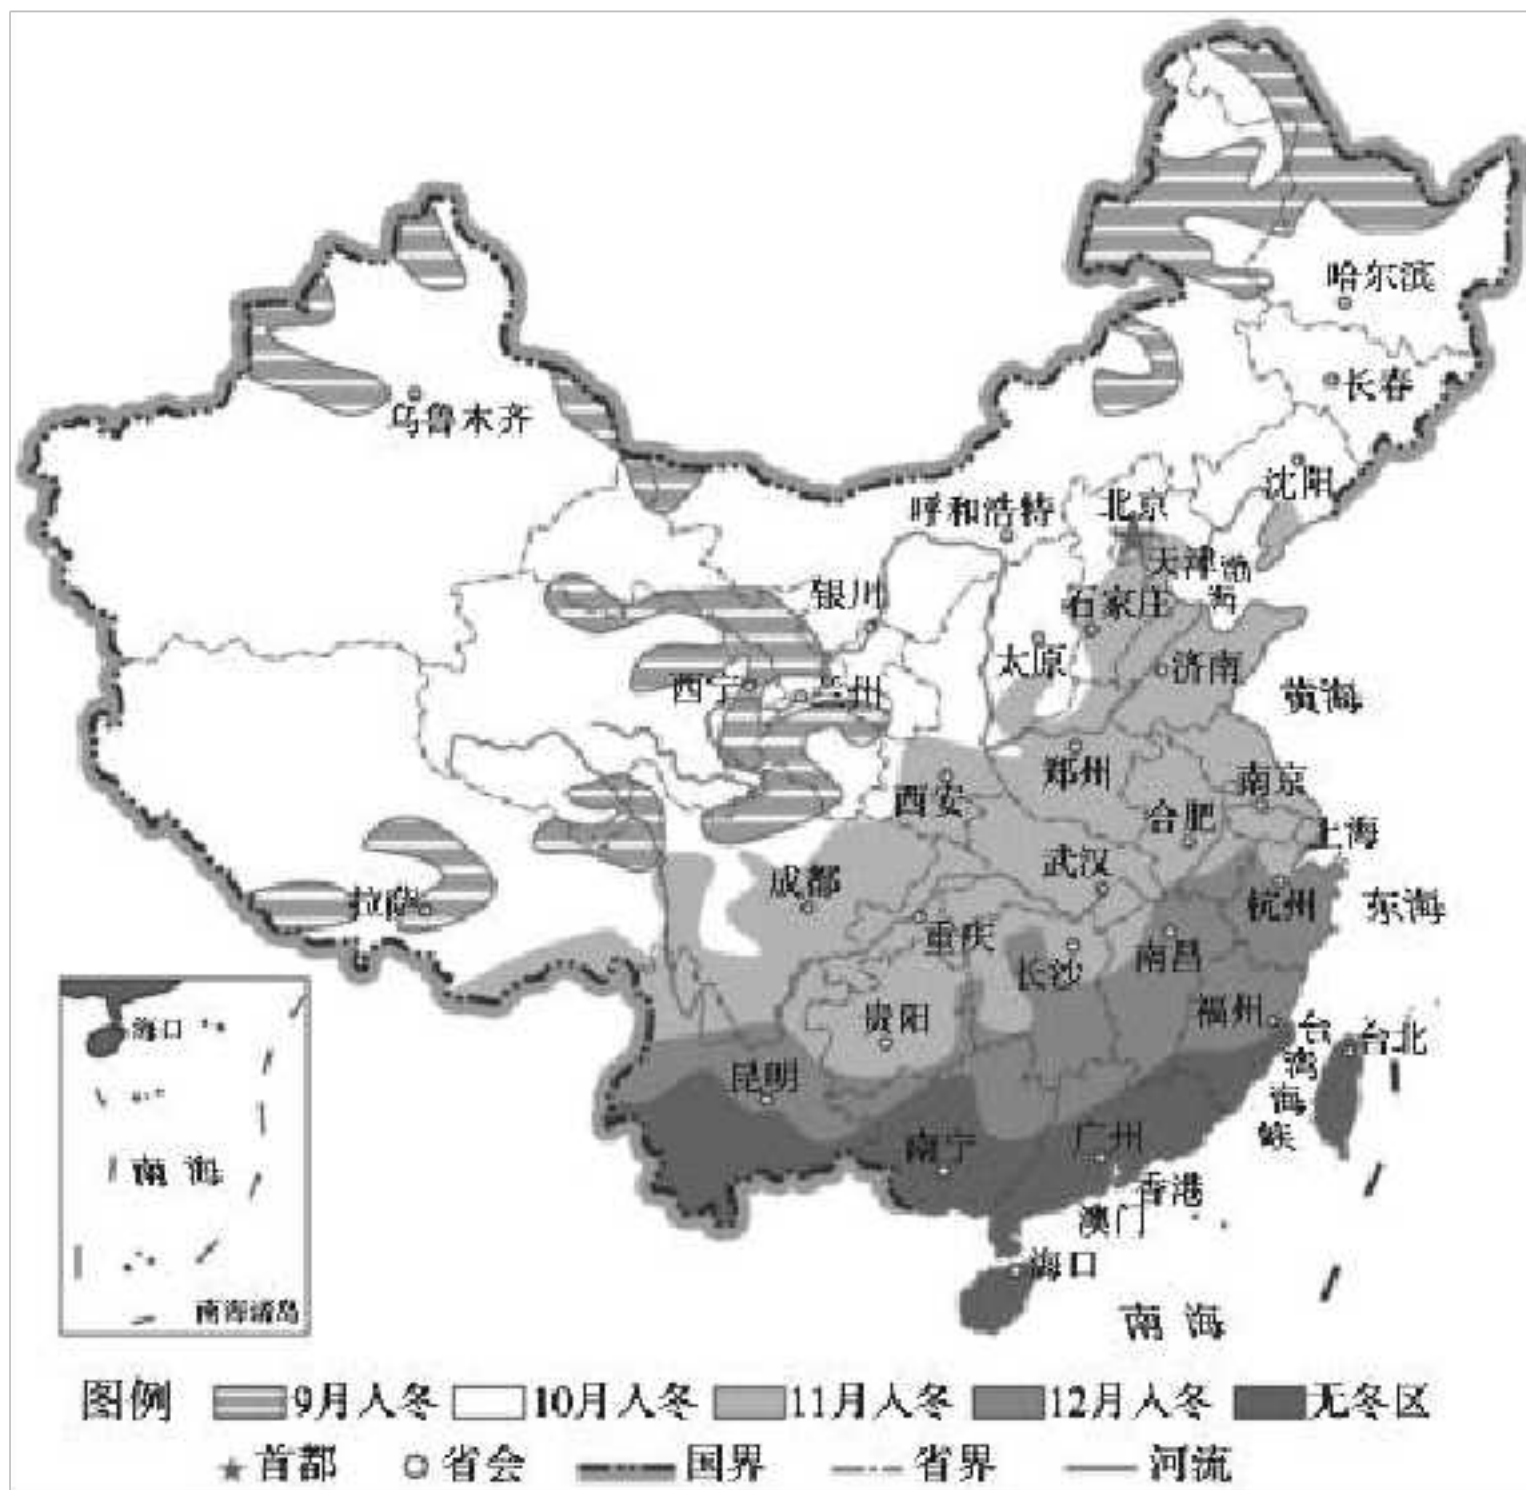 哈尔滨
长春
乌鲁木齐
沈阳
北京
呼和浩特
天津
渤海
银川
石家庄
太原
济南
西宁
兰州
黄海
郑州
南京
西安
合肥
上海
武汉
成都
拉萨
杭州
东海
重庆
长沙
南昌
贵阳
福州
台北
台湾海峡
昆明
广州
南宁
香港
澳门
海口
南海
海口
南海
南海诸岛
图例 9月入冬 10月入冬 11月入冬 12月入冬 无冬区
首都 省会 国界 省界 河流